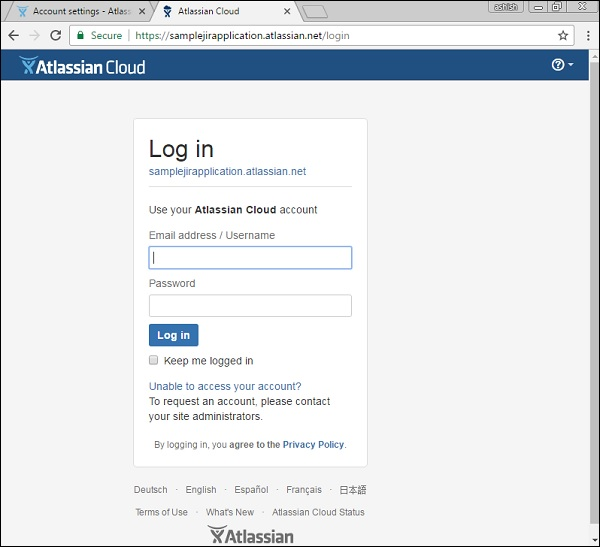 Account settings - Atlass
Atlassian Cloud
ashish
Secure
https://samplejirapplication.atlassian.net/login
Atlassian Cloud
Log in
samplejirapplication.atlassian.net
Use your Atlassian Cloud account
Email address / Username
Password
Log in
Keep me logged in
Unable to access your account?
To request an account, please contact
your site administrators.
By logging in, you agree to the Privacy Policy.
Deutsch · English · Español · Français · 日本語
Terms of Use · What's New · Atlassian Cloud Status
Atlassian